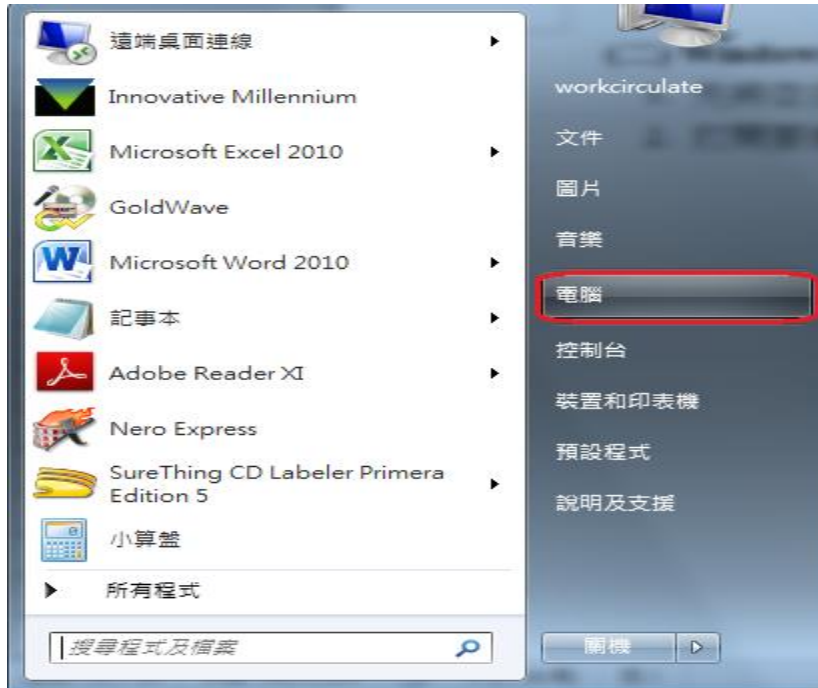 遠端桌面連線
Innovative Millennium
Microsoft Excel 2010
GoldWave
Microsoft Word 2010
記事本
Adobe Reader XI
Nero Express
SureThing CD Labeler Primera
Edition 5
小算盤
所有程式
搜尋程式及檔案
workcirculate
文件
圖片
音樂
電腦
控制台
裝置和印表機
預設程式
說明及支援
關機